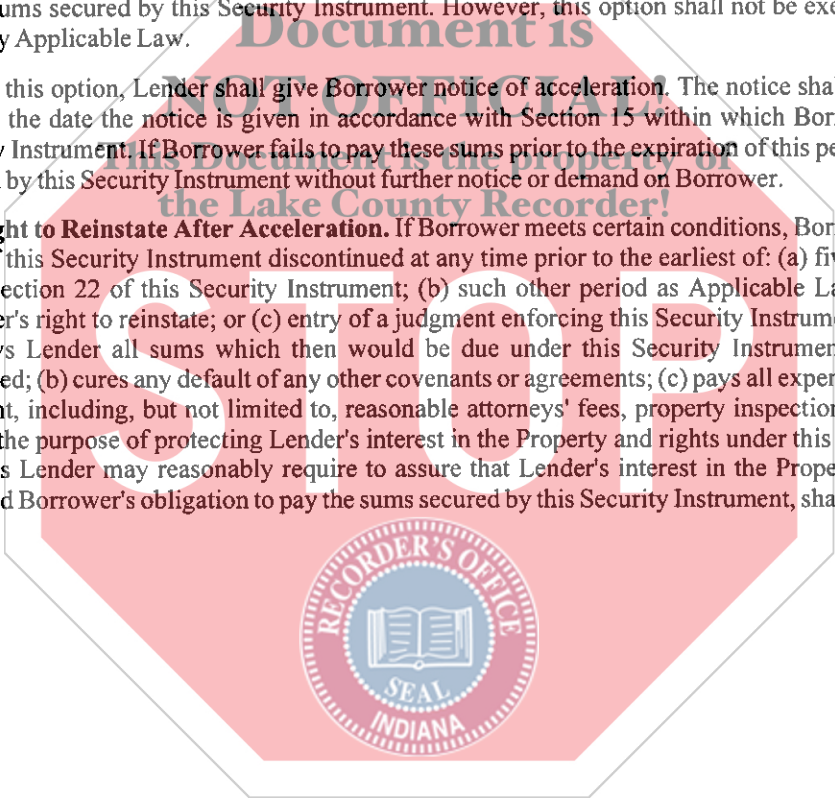 ums secured by this Security Instrument. However, this option shall not be exe
y Applicable Law.
Document is
this option, Lender shall give Borrower notice of acceleration. The notice shal
NOT OFFICIAL!
the date the notice is given in accordance with Section 15 within which Bor
y Instrument. If Borrower fails to pay these sums prior to the expiration of this pe
This Document is the property of
by this Security Instrument without further notice or demand on Borrower.
the Lake County Recorder!
ght to Reinstate After Acceleration. If Borrower meets certain conditions, Bor
this Security Instrument discontinued at any time prior to the earliest of: (a) fiv
ection 22 of this Security Instrument; (b) such other period as Applicable La
er's right to reinstate; or (c) entry of a judgment enforcing this Security Instrum
ys Lender all sums which then would be due under this Security Instrumen
ed; (b) cures any default of any other covenants or agreements; (c) pays all expen
nt, including, but not limited to, reasonable attorneys' fees, property inspection
the purpose of protecting Lender's interest in the Property and rights under this
s Lender may reasonably require to assure that Lender's interest in the Prope
d Borrower's obligation to pay the sums secured by this Security Instrument, sha
STOP
RECORDER'S OFFICE
SEAL
INDIANA